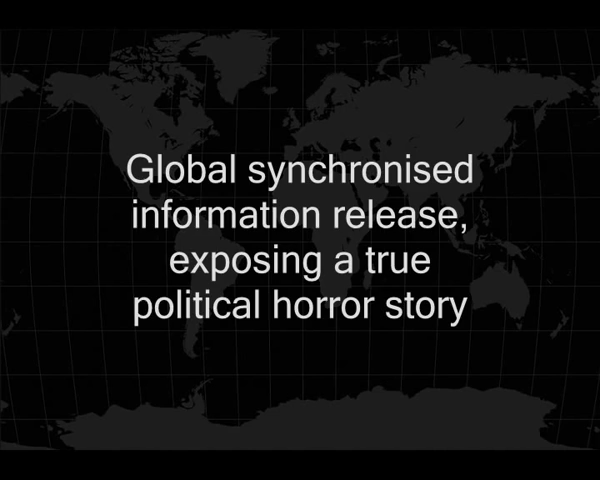 Global synchronised
information release,
exposing a true
political horror story